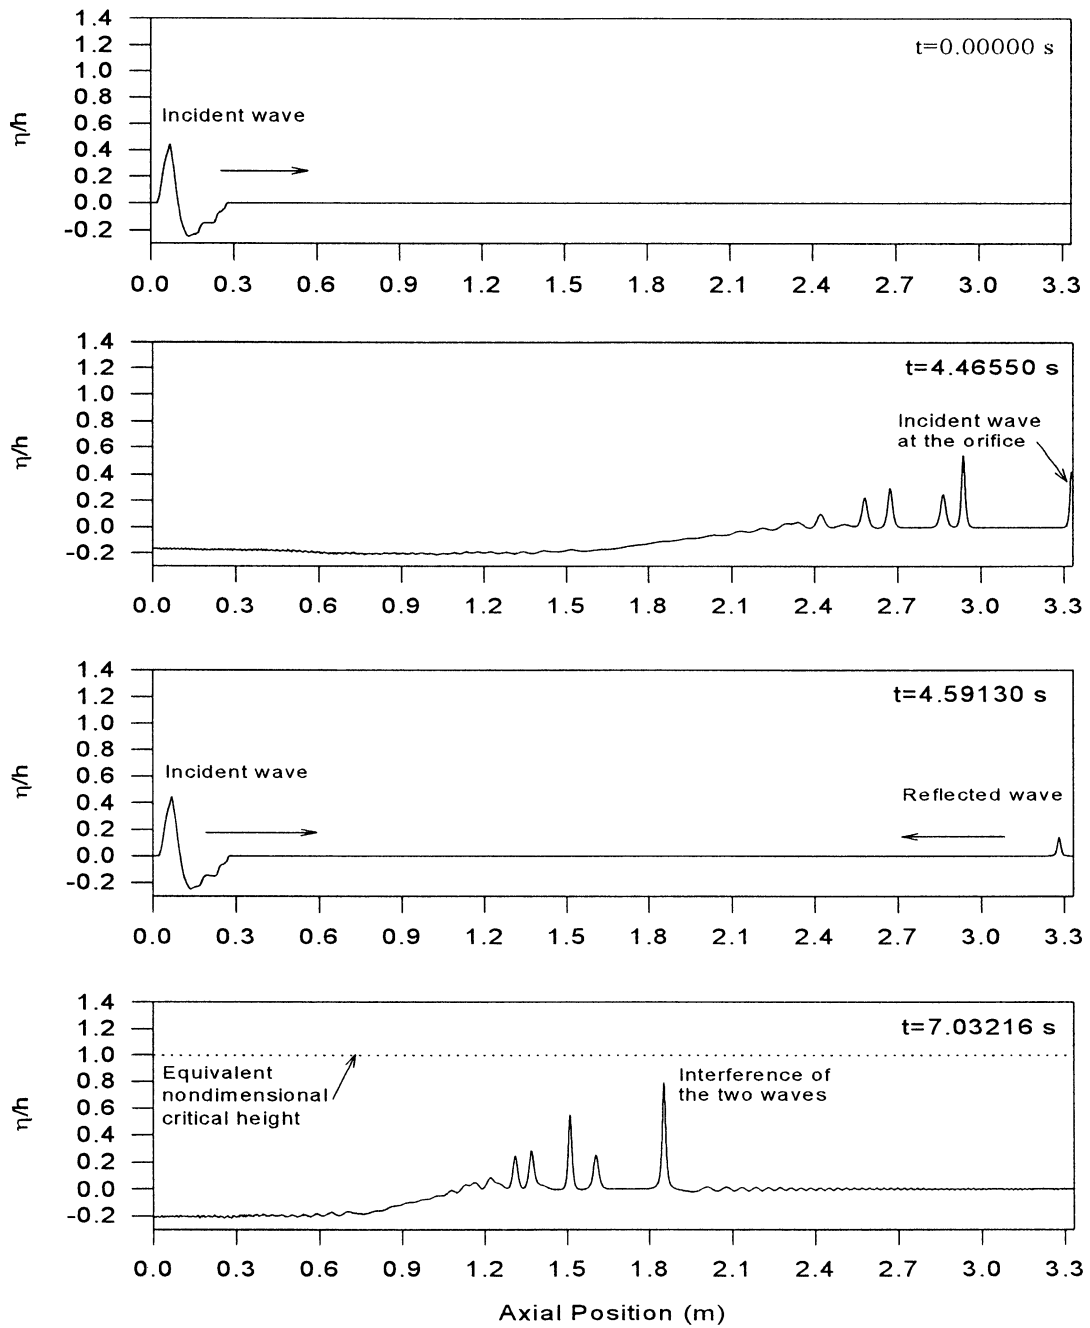 1.4
1.2
1.0
0.8
0.6
0.4
0.2
0.0
-0.2
η/h
t=0.00000 s
Incident wave
0.0 0.3 0.6 0.9 1.2 1.5 1.8 2.1 2.4 2.7 3.0 3.3
1.4
1.2
1.0
0.8
0.6
0.4
0.2
0.0
-0.2
η/h
t=4.46550 s
Incident wave
at the orifice
0.0 0.3 0.6 0.9 1.2 1.5 1.8 2.1 2.4 2.7 3.0 3.3
1.4
1.2
1.0
0.8
0.6
0.4
0.2
0.0
-0.2
η/h
t=4.59130 s
Incident wave
Reflected wave
0.0 0.3 0.6 0.9 1.2 1.5 1.8 2.1 2.4 2.7 3.0 3.3
1.4
1.2
1.0
0.8
0.6
0.4
0.2
0.0
-0.2
η/h
t=7.03216 s
Equivalent
nondimensional
critical height
Interference of
the two waves
0.0 0.3 0.6 0.9 1.2 1.5 1.8 2.1 2.4 2.7 3.0 3.3
Axial Position (m)